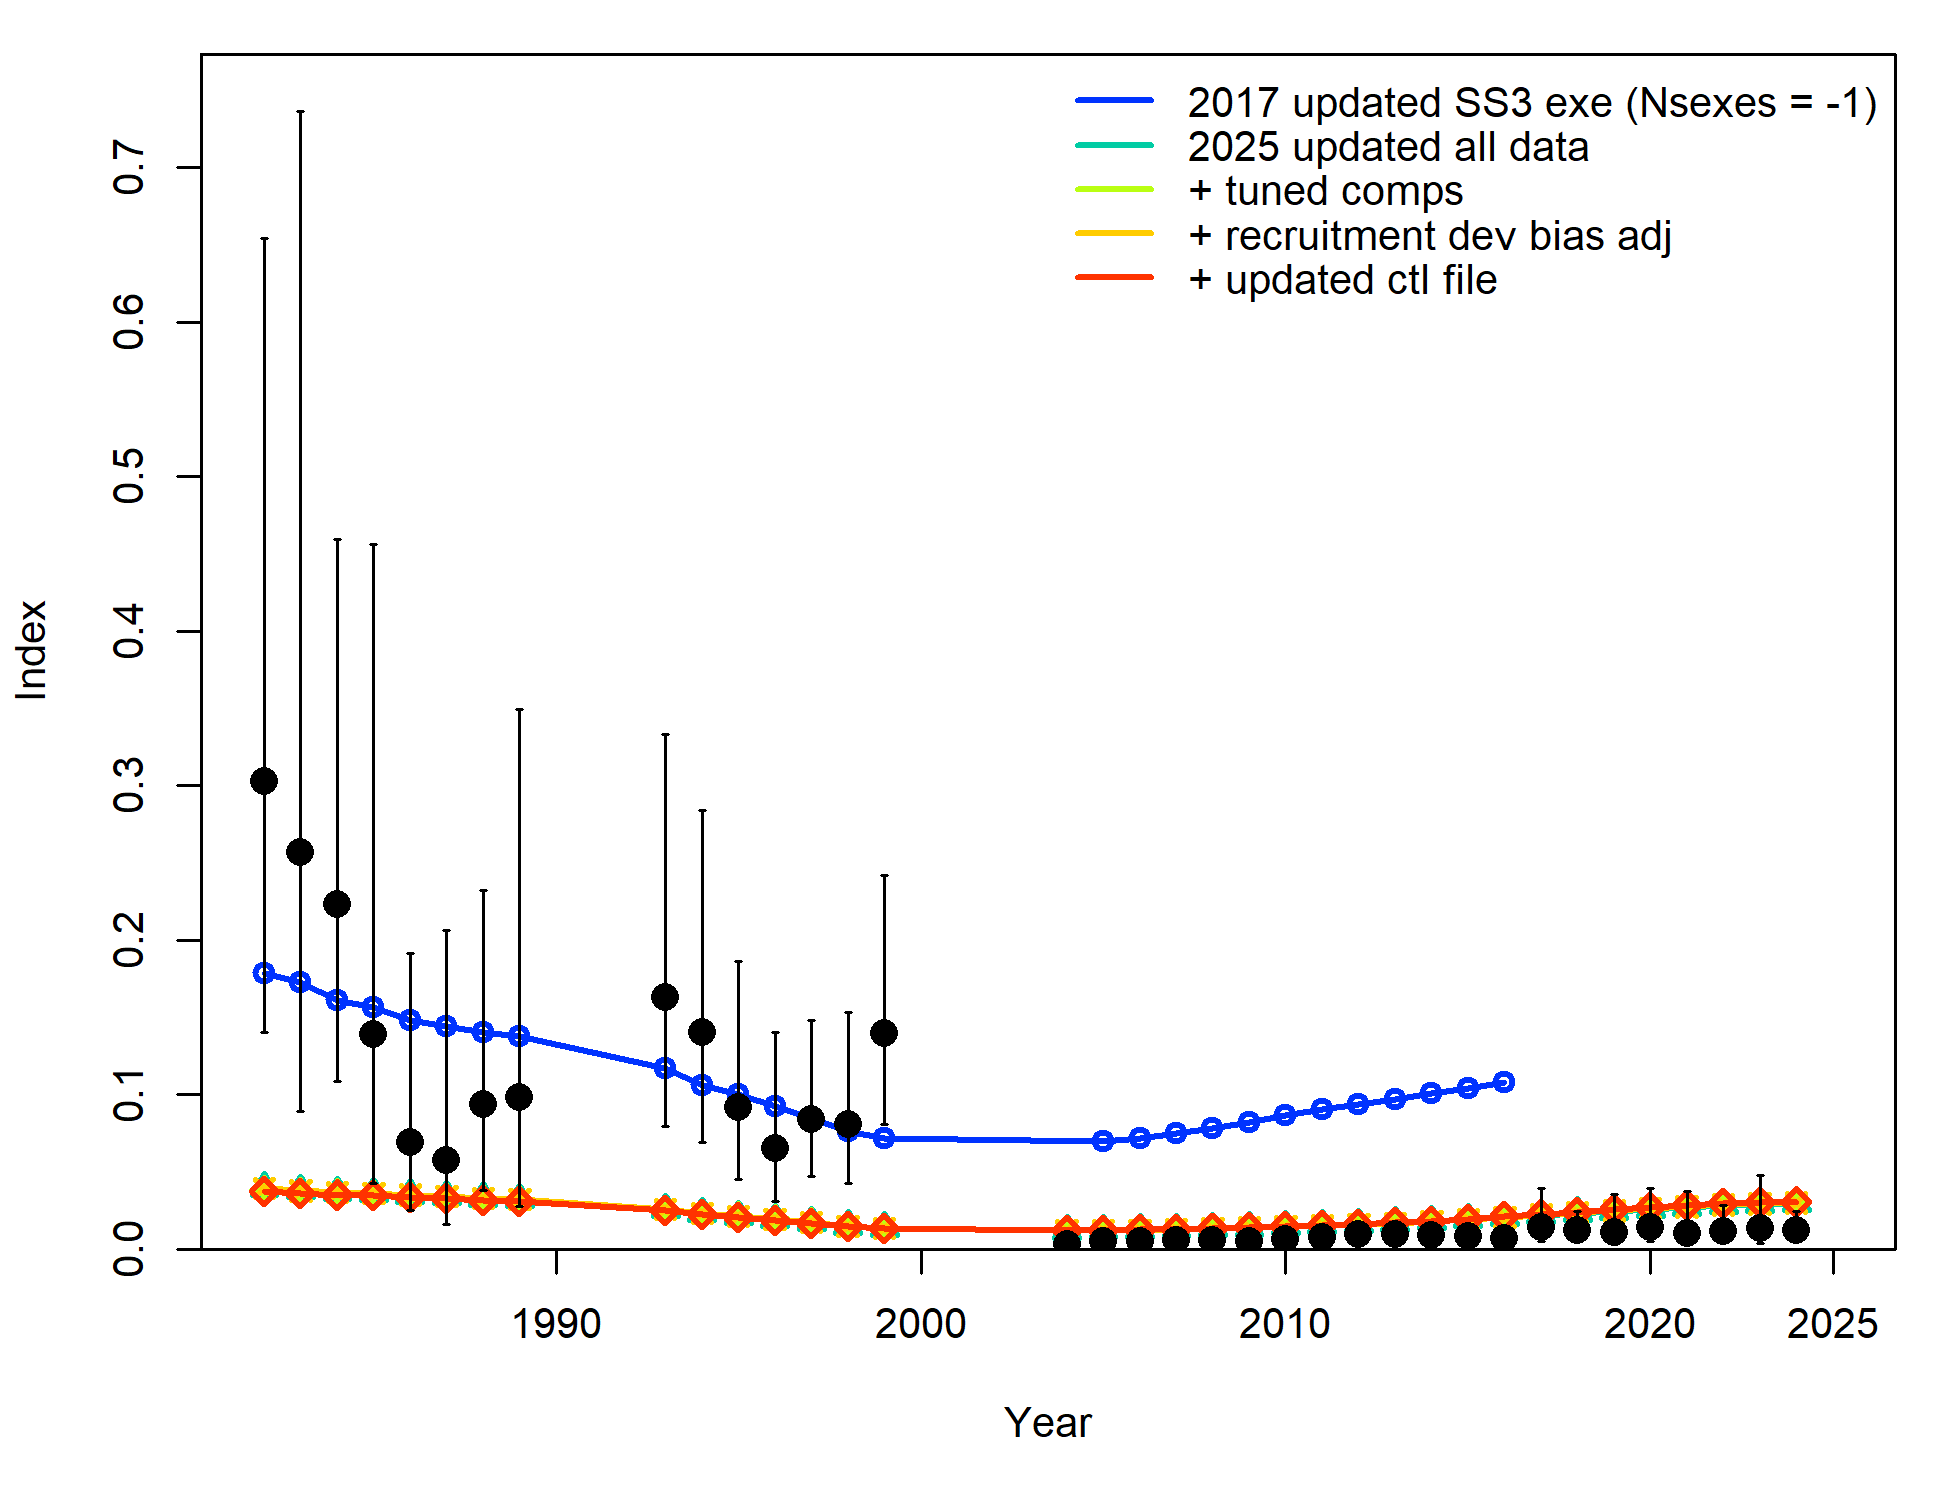 2017 updated SS3 exe (Nsexes = -1)
2025 updated all data
+ tuned comps
+ recruitment dev bias adj
+ updated ctl file
0.7
0.6
0.5
0.4
0.3
0.2
0.1
0.0
Index
1990 2000 2010 2020 2025
Year